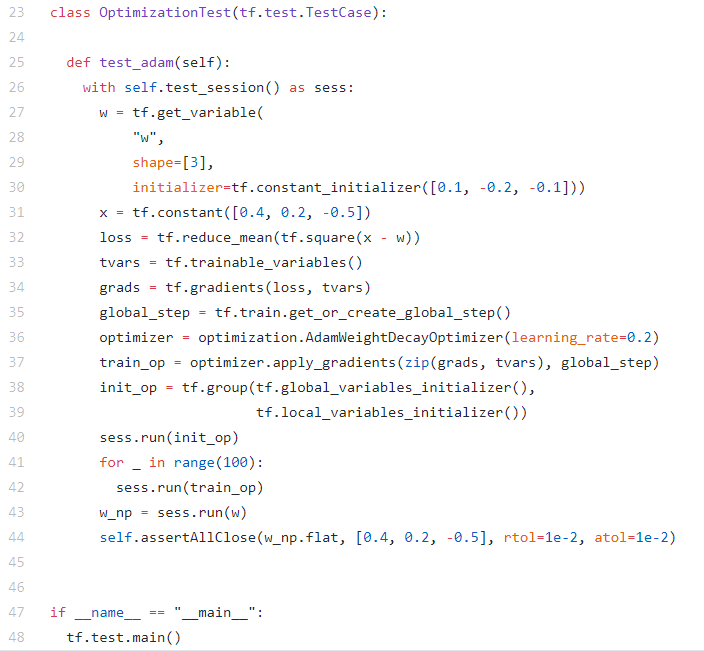 23 class OptimizationTest(tf.test.TestCase):
24
25   def test_adam(self):
26     with self.test_session() as sess:
27       w = tf.get_variable(
28           "w",
29           shape=[3],
30           initializer=tf.constant_initializer([0.1, -0.2, -0.1]))
31       x = tf.constant([0.4, 0.2, -0.5])
32       loss = tf.reduce_mean(tf.square(x - w))
33       tvars = tf.trainable_variables()
34       grads = tf.gradients(loss, tvars)
35       global_step = tf.train.get_or_create_global_step()
36       optimizer = optimization.AdamWeightDecayOptimizer(learning_rate=0.2)
37       train_op = optimizer.apply_gradients(zip(grads, tvars), global_step)
38       init_op = tf.group(tf.global_variables_initializer(),
39                          tf.local_variables_initializer())
40       sess.run(init_op)
41       for _ in range(100):
42         sess.run(train_op)
43       w_np = sess.run(w)
44       self.assertAllClose(w_np.flat, [0.4, 0.2, -0.5], rtol=1e-2, atol=1e-2)
45
46
47 if __name__ == "__main__":
48   tf.test.main()